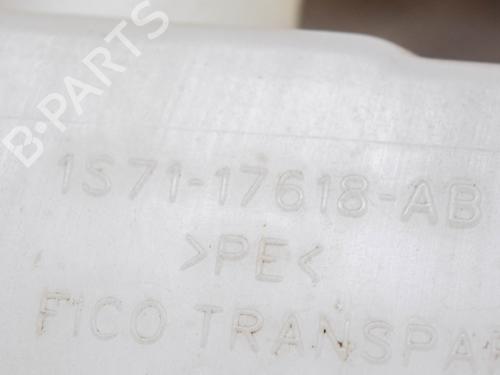 B-PARTS
1S71-17618-AB
>PE<
FICO TRANSPAR